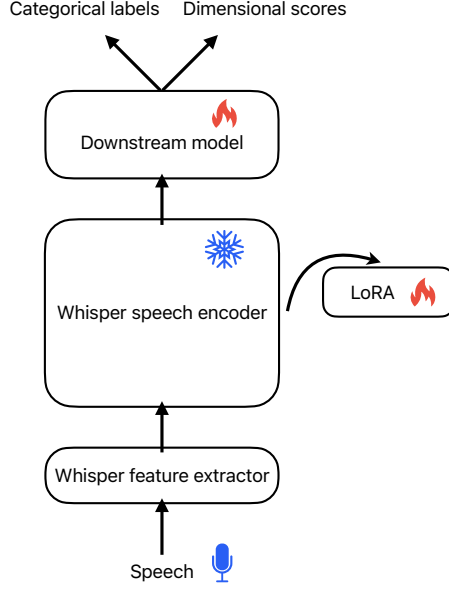 Categorical labels Dimensional scores
Downstream model
Whisper speech encoder
LoRA
Whisper feature extractor
Speech